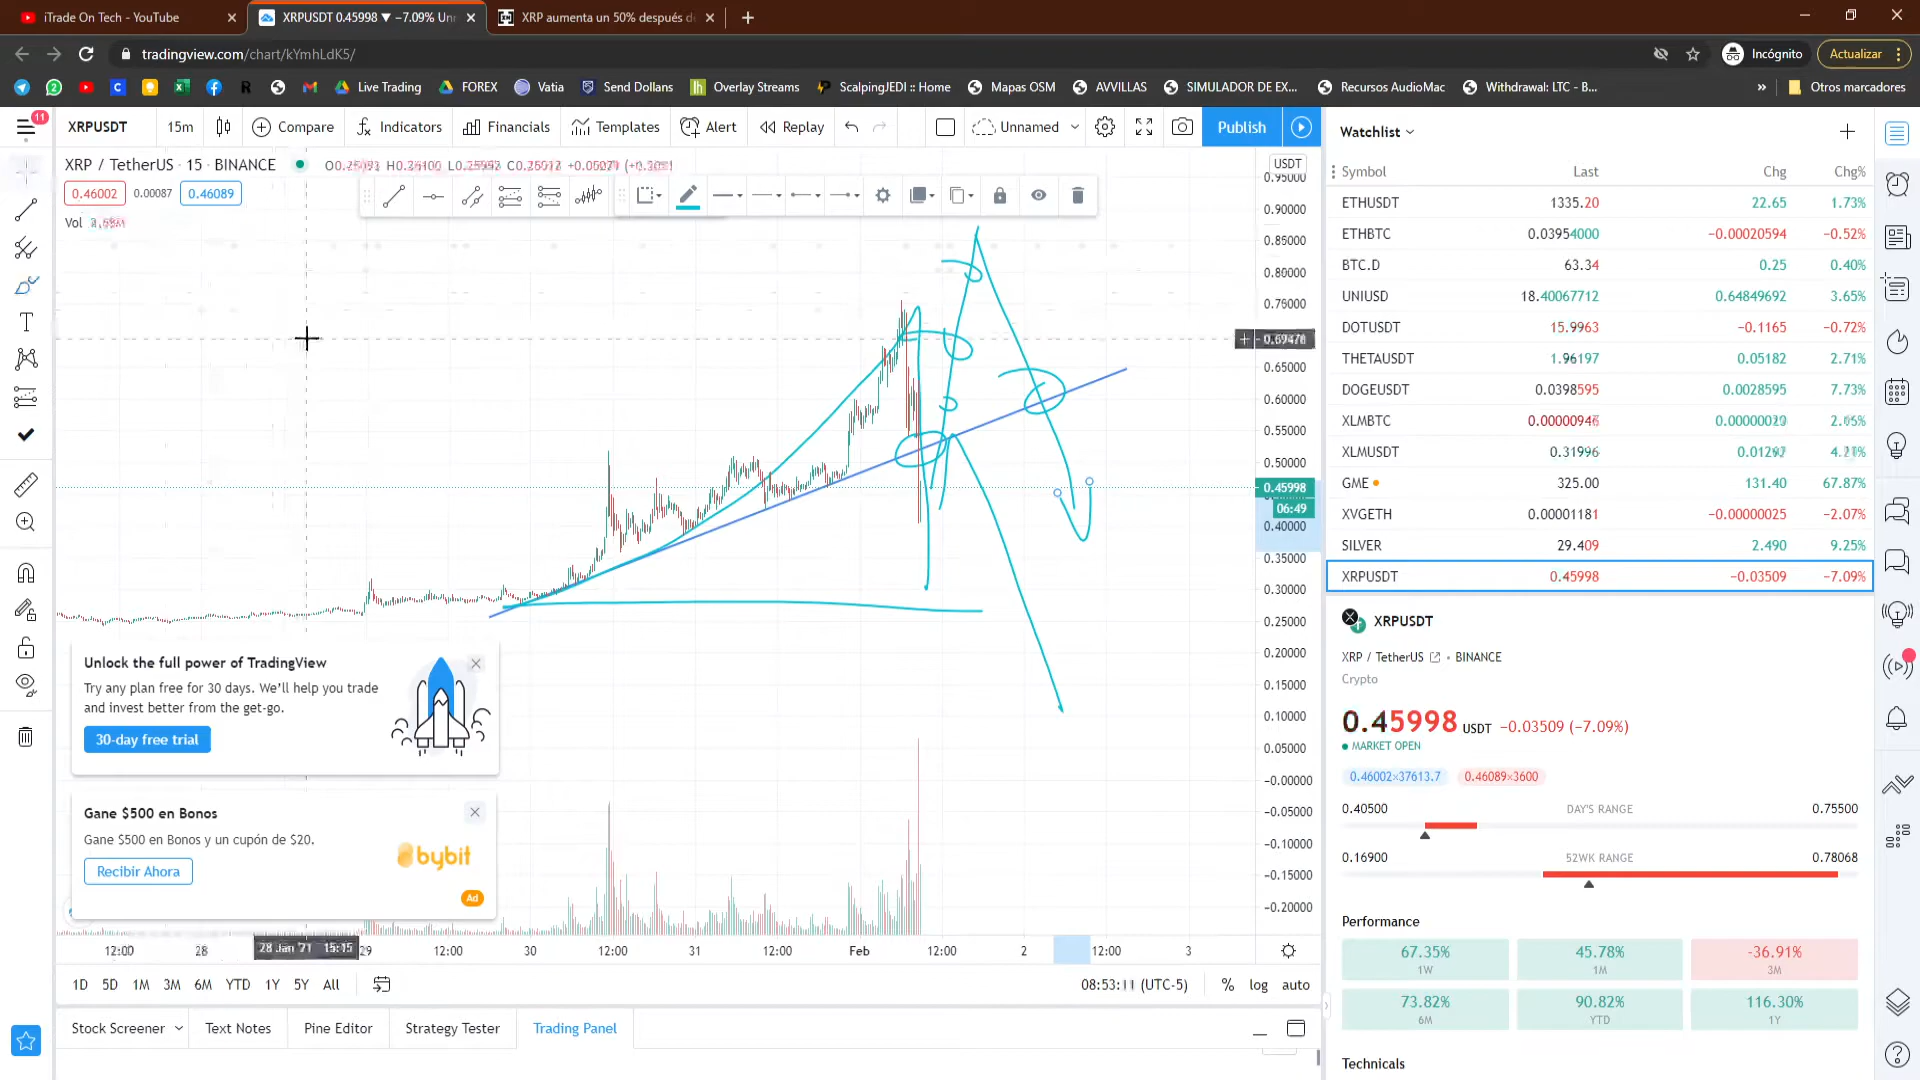 iTrade On Tech - YouTube
XRPUSDT 0.45998 ▼ −7.09% Unn
XRP aumenta un 50% después de
tradingview.com/chart/kYmhLdK5/
Incógnito
Actualizar
Live Trading
FOREX
Vatia
Send Dollans
Overlay Streams
ScalpingJEDI :: Home
Mapas OSM
AVVILLAS
SIMULADOR DE EX...
Recursos AudioMac
Withdrawal: LTC - B...
»
Otros marcadores
11
XRPUSDT
15m
Compare
Indicators
Financials
Templates
Alert
Replay
Unnamed
Publish
XRP / TetherUS · 15 · BINANCE
0.46002
0.00087
0.46089
Vol
USDT
0.95000
0.90000
0.85000
0.80000
0.75000
0.65000
0.60000
0.55000
0.50000
0.45998
06:49
0.40000
0.35000
0.30000
0.25000
0.20000
0.15000
0.10000
0.05000
−0.00000
−0.05000
−0.10000
−0.15000
−0.20000
Unlock the full power of TradingView
Try any plan free for 30 days. We'll help you trade
and invest better from the get-go.
30-day free trial
Gane $500 en Bonos
Gane $500 en Bonos y un cupón de $20.
Recibir Ahora
bybit
Ad
12:00
28
28 Jan '21 15:15
29
12:00
30
12:00
31
12:00
Feb
12:00
2
12:00
3
1D
5D
1M
3M
6M
YTD
1Y
5Y
All
(UTC-5)
%
log
auto
Stock Screener
Text Notes
Pine Editor
Strategy Tester
Trading Panel
Watchlist
Symbol Last Chg Chg%
ETHUSDT 1335.20 22.65 1.73%
ETHBTC 0.03954000 −0.00020594 −0.52%
BTC.D 63.34 0.25 0.40%
UNIUSD 18.40067712 0.64849692 3.65%
DOTUSDT 15.9963 −0.1165 −0.72%
THETAUSDT 1.96197 0.05182 2.71%
DOGEUSDT 0.0398595 0.0028595 7.73%
XLMBTC
XLMUSDT 0.31996
GME 325.00 131.40 67.87%
XVGETH 0.00001181 −0.00000025 −2.07%
SILVER 29.409 2.490 9.25%
XRPUSDT 0.45998 −0.03509 −7.09%
XRPUSDT
XRP / TetherUS • BINANCE
Crypto
0.45998 USDT −0.03509 (−7.09%)
MARKET OPEN
0.46002×37613.7
0.46089×3600
0.40500 DAY'S RANGE 0.75500
0.16900 52WK RANGE 0.78068
Performance
67.35% 45.78% -36.91%
1W 1M 3M
73.82% 90.82% 116.30%
6M YTD 1Y
Technicals